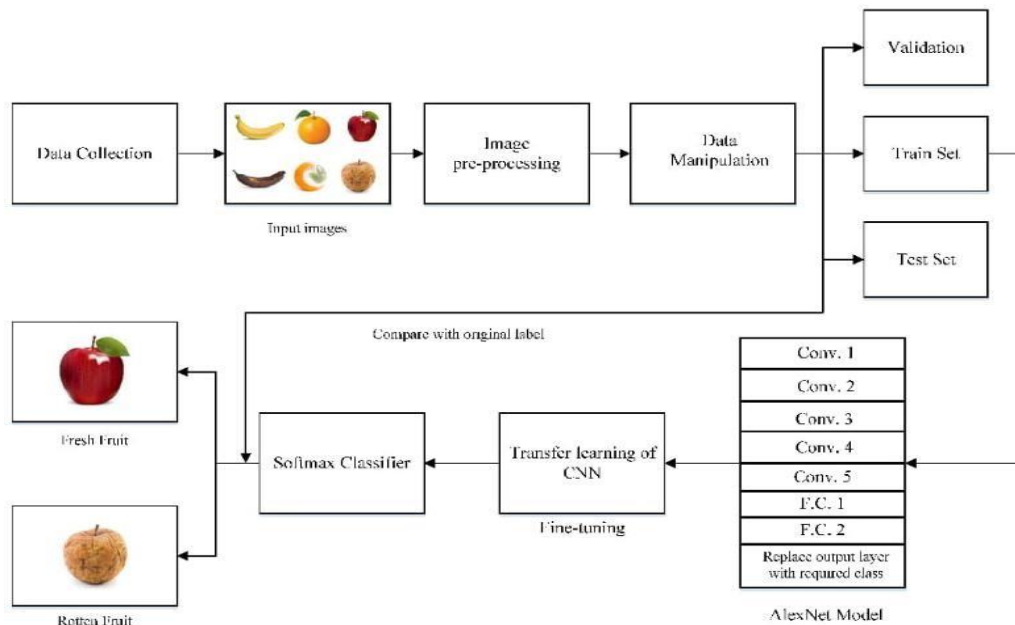 Data Collection
Input images
Image
pre-processing
Data
Manipulation
Validation
Train Set
Test Set
Compare with original label
Conv. 1
Conv. 2
Conv. 3
Conv. 4
Conv. 5
F.C. 1
F.C. 2
Replace output layer
with required class
AlexNet Model
Transfer learning of
CNN
Fine-tuning
Softmax Classifier
Fresh Fruit
Rotten Fruit